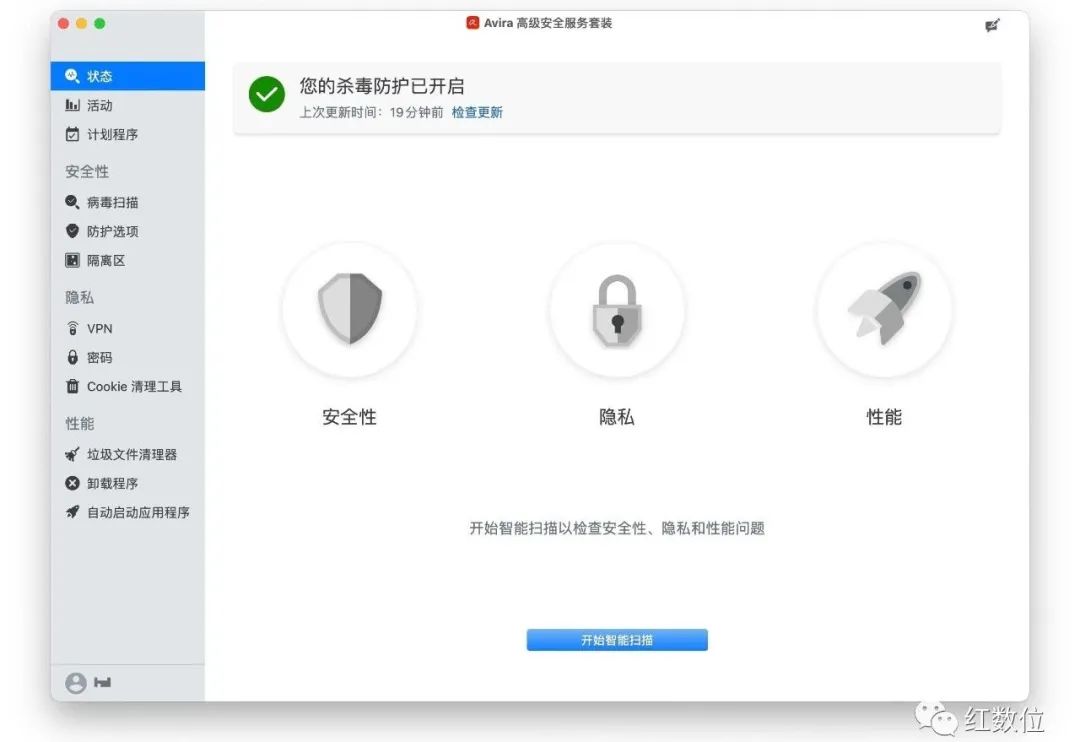 Avira 高级安全服务套装
状态
活动
计划程序
安全性
病毒扫描
防护选项
隔离区
隐私
VPN
密码
Cookie 清理工具
性能
垃圾文件清理器
卸载程序
自动启动应用程序
您的杀毒防护已开启
上次更新时间：19分钟前 检查更新
安全性
隐私
性能
开始智能扫描以检查安全性、隐私和性能问题
开始智能扫描
红数位